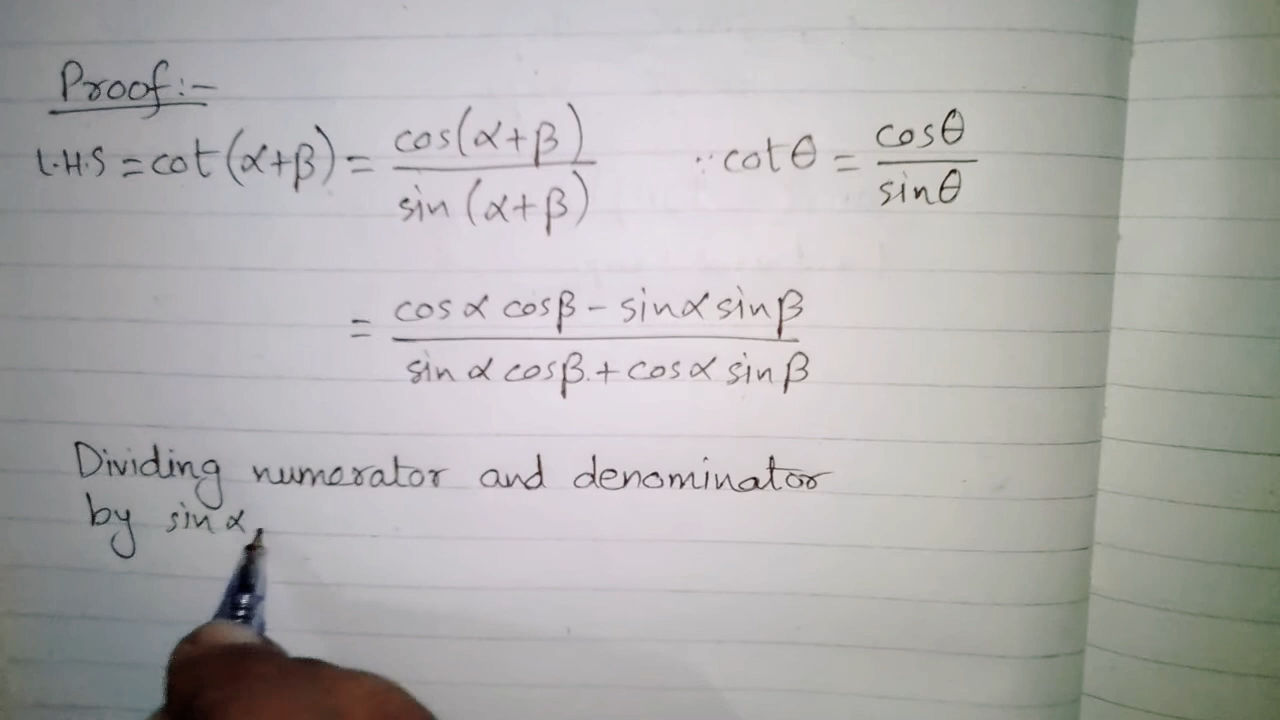 Proof:-
L.H.S = cot (α+β) = cos(α+β) / sin (α+β) ∵ cotθ = cosθ / sinθ
= cosα cosβ - sinα sinβ / sinα cosβ + cosα sinβ
Dividing numerator and denominator
by sinα